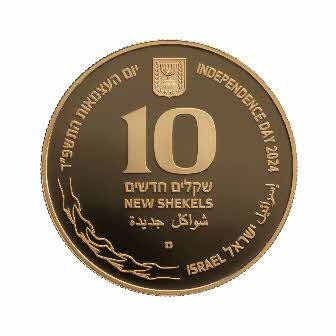 יום העצמאות התשפ"ד
INDEPENDENCE DAY 2024
10
שקלים חדשים
NEW SHEKELS
شواكل جديدة
מ
ISRAEL ישראל إسرائيل